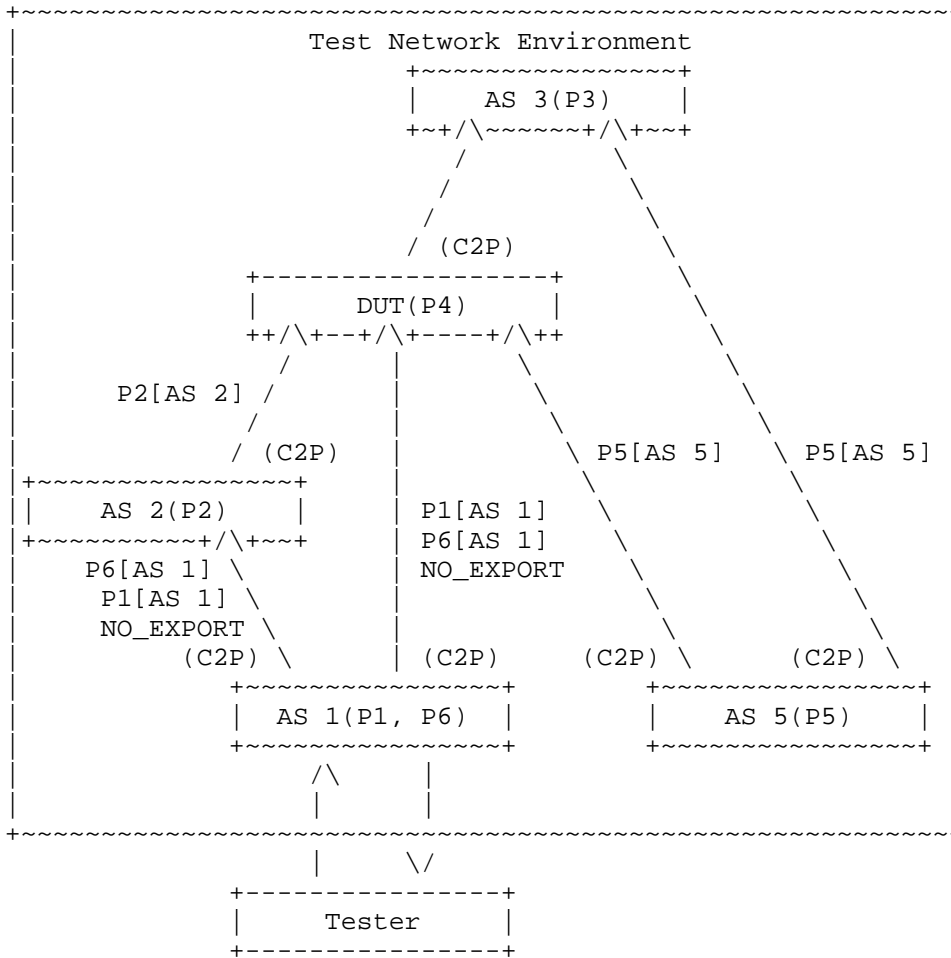 Test Network Environment
AS 3(P3)
(C2P)
DUT(P4)
P2[AS 2]
(C2P)
P5[AS 5]
P5[AS 5]
AS 2(P2)
P1[AS 1]
P6[AS 1]
NO_EXPORT
P6[AS 1]
P1[AS 1]
NO_EXPORT
(C2P)
(C2P)
(C2P)
(C2P)
AS 1(P1, P6)
AS 5(P5)
Tester